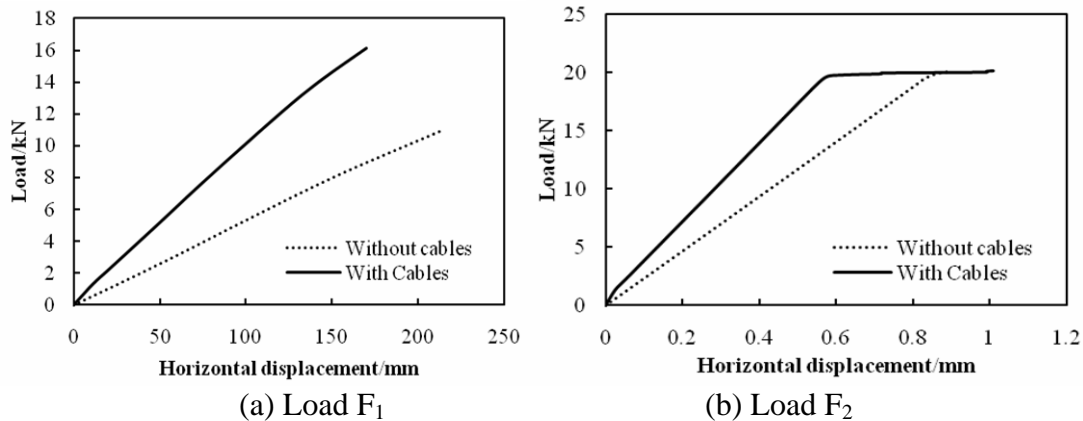 18
16
14
12
10
8
6
4
2
0
Load/kN
Without cables
With Cables
0 50 100 150 200 250
Horizontal displacement/mm
(a) Load F₁
25
20
15
10
5
0
Load/kN
Without cables
With Cables
0 0.2 0.4 0.6 0.8 1 1.2
Horizontal displacement/mm
(b) Load F₂